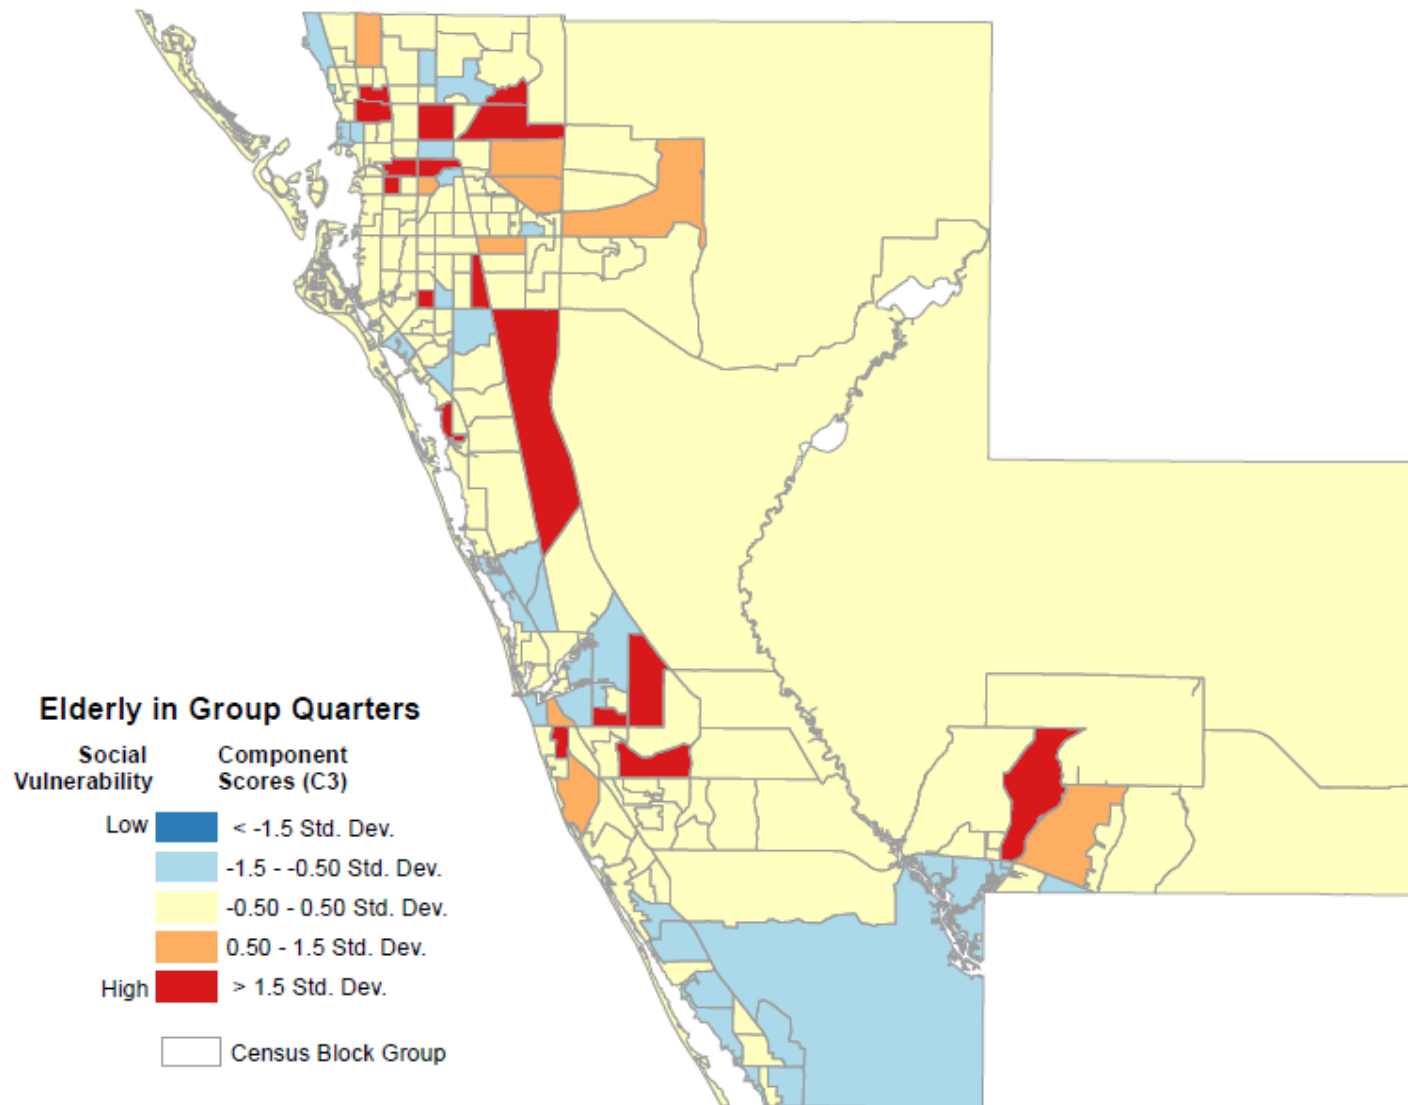 Elderly in Group Quarters
Social Component
Vulnerability Scores (C3)
Low < -1.5 Std. Dev.
-1.5 - -0.50 Std. Dev.
-0.50 - 0.50 Std. Dev.
0.50 - 1.5 Std. Dev.
High > 1.5 Std. Dev.
Census Block Group